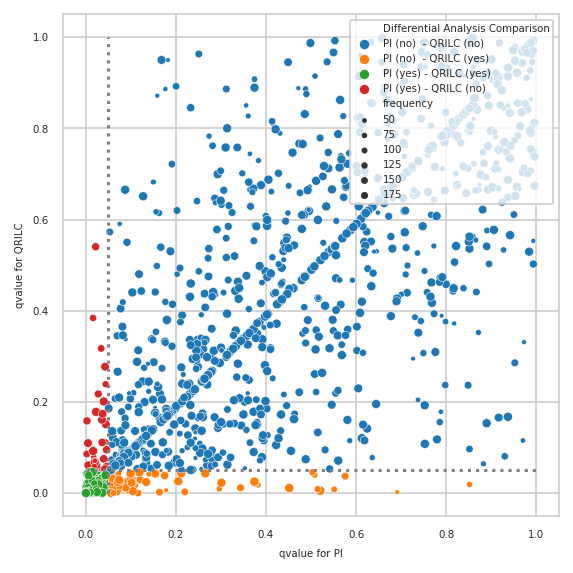 Differential Analysis Comparison
PI (no) - QRILC (no)
PI (no) - QRILC (yes)
PI (yes) - QRILC (yes)
PI (yes) - QRILC (no)
frequency
50
75
100
125
150
175
1.0
0.8
0.6
0.4
0.2
0.0
qvalue for QRILC
0.0 0.2 0.4 0.6 0.8 1.0
qvalue for PI